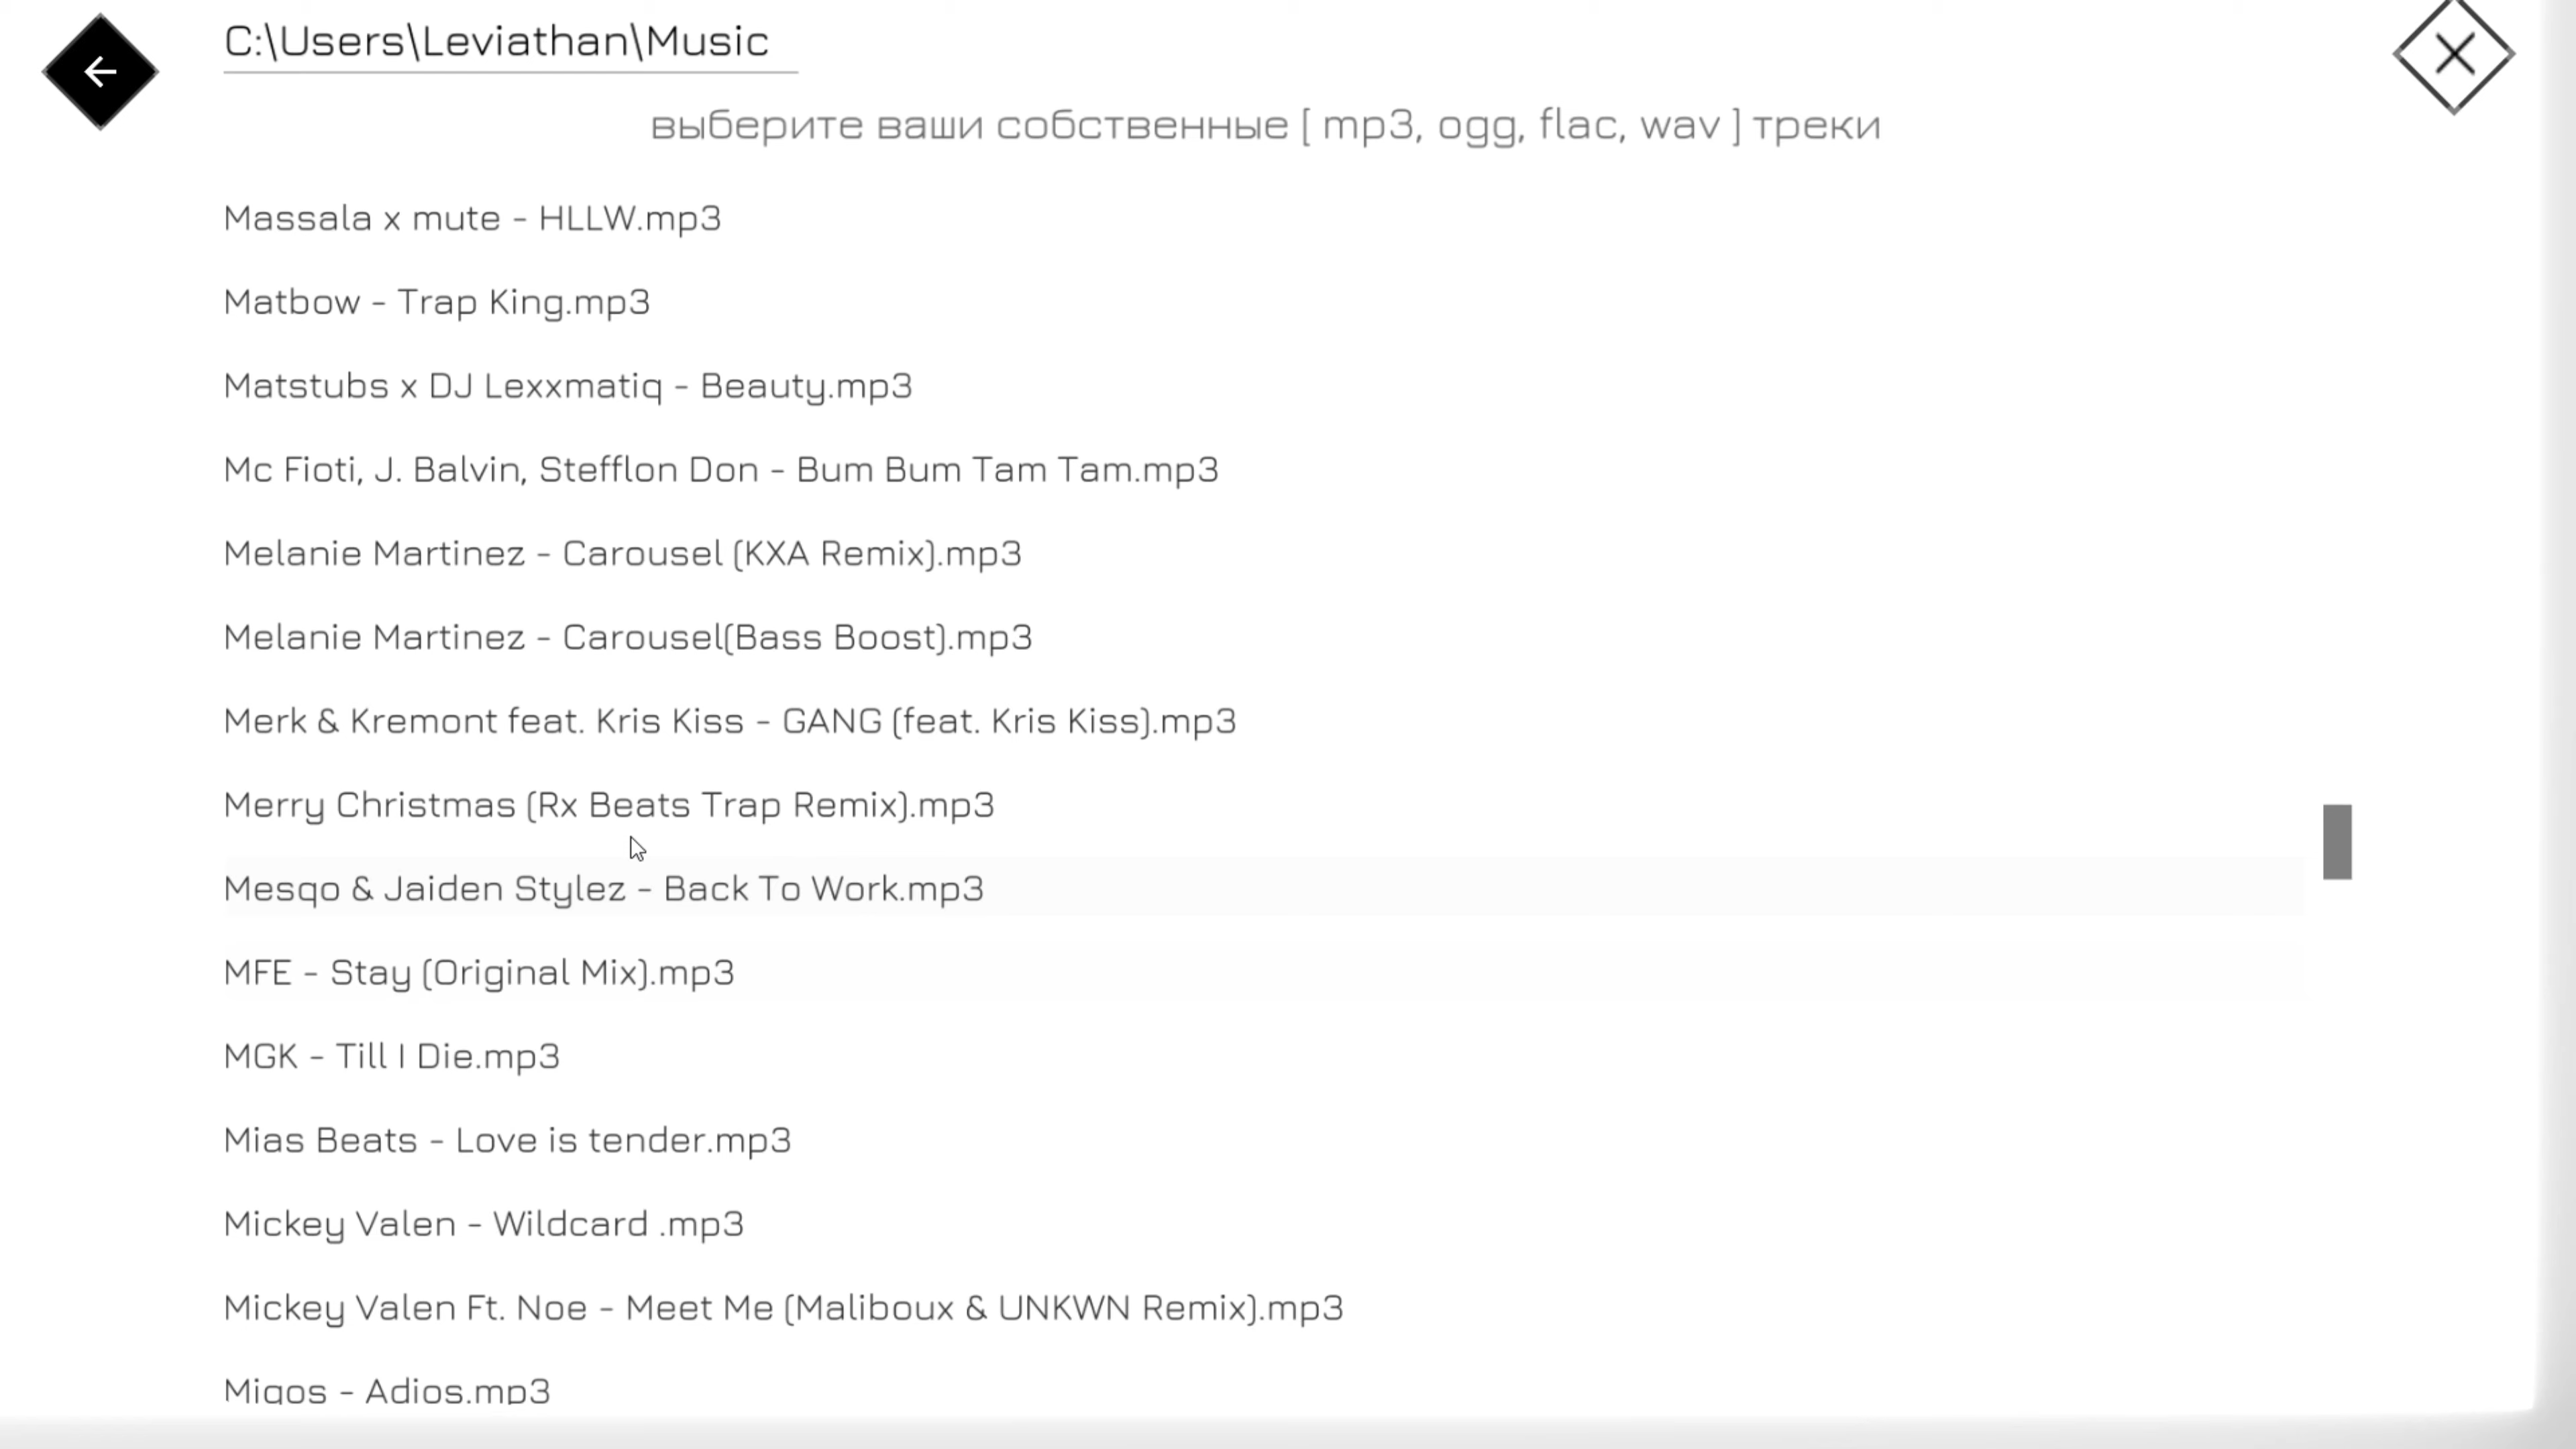 C:\Users\Leviathan\Music
выберите ваши собственные [ mp3, ogg, flac, wav ] треки
Massala x mute - HLLW.mp3
Matbow - Trap King.mp3
Matstubs x DJ Lexxmatiq - Beauty.mp3
Mc Fioti, J. Balvin, Stefflon Don - Bum Bum Tam Tam.mp3
Melanie Martinez - Carousel (KXA Remix).mp3
Melanie Martinez - Carousel(Bass Boost).mp3
Merk & Kremont feat. Kris Kiss - GANG (feat. Kris Kiss).mp3
Merry Christmas (Rx Beats Trap Remix).mp3
Mesqo & Jaiden Stylez - Back To Work.mp3
MFE - Stay (Original Mix).mp3
MGK - Till I Die.mp3
Mias Beats - Love is tender.mp3
Mickey Valen - Wildcard .mp3
Mickey Valen Ft. Noe - Meet Me (Maliboux & UNKWN Remix).mp3
Migos - Adios.mp3